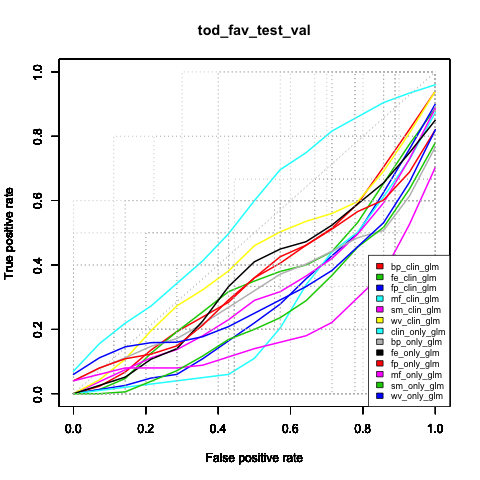 tod_fav_test_val
True positive rate
1.0
0.8
0.6
0.4
0.2
0.0
bp_clin_glm
fe_clin_glm
fp_clin_glm
mf_clin_glm
sm_clin_glm
wv_clin_glm
clin_only_glm
bp_only_glm
fe_only_glm
fp_only_glm
mf_only_glm
sm_only_glm
wv_only_glm
0.0 0.2 0.4 0.6 0.8 1.0
False positive rate